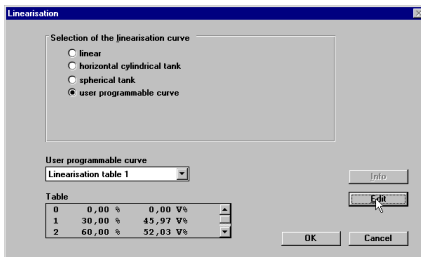 Linearisation
Selection of the linearisation curve
linear
horizontal cylindrical tank
spherical tank
user programmable curve
User programmable curve
Linearisation table 1
Info
Edit
Table
0 0,00 % 0,00 V%
1 30,00 % 45,97 V%
2 60,00 % 52,03 V%
OK Cancel